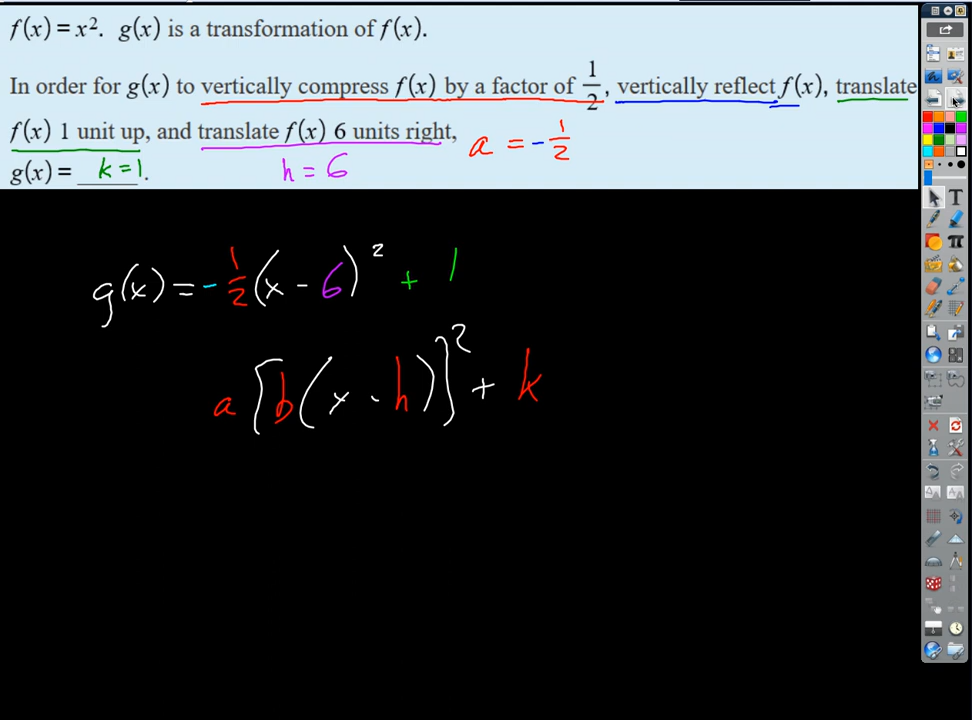 f(x) = x². g(x) is a transformation of f(x).
In order for g(x) to vertically compress f(x) by a factor of 1/2, vertically reflect f(x), translate
f(x) 1 unit up, and translate f(x) 6 units right, a = -1/2
g(x) = ______. k = 1 h = 6
g(x) = -1/2(x - 6)² + 1
a[b(x - h)]² + k
T
π